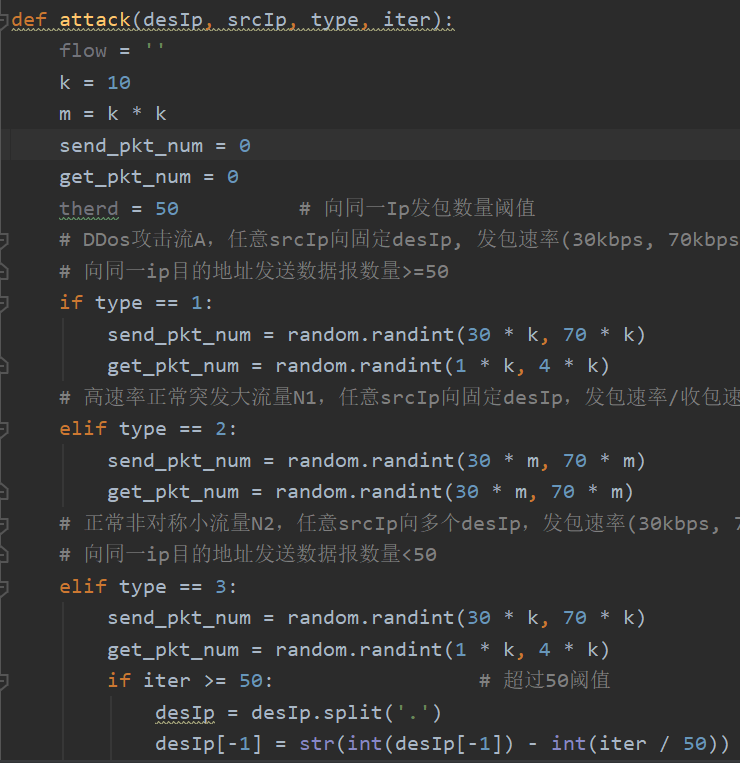 def attack(desIp, srcIp, type, iter):
    flow = ''
    k = 10
    m = k * k
    send_pkt_num = 0
    get_pkt_num = 0
    therd = 50          # 向同一Ip发包数量阈值
    # DDos攻击流A，任意srcIp向固定desIp, 发包速率(30kbps, 70kbps
    # 向同一ip目的地址发送数据报数量>=50
    if type == 1:
        send_pkt_num = random.randint(30 * k, 70 * k)
        get_pkt_num = random.randint(1 * k, 4 * k)
    # 高速率正常突发大流量N1，任意srcIp向固定desIp，发包速率/收包速
    elif type == 2:
        send_pkt_num = random.randint(30 * m, 70 * m)
        get_pkt_num = random.randint(30 * m, 70 * m)
    # 正常非对称小流量N2，任意srcIp向多个desIp，发包速率(30kbps, 7
    # 向同一ip目的地址发送数据报数量<50
    elif type == 3:
        send_pkt_num = random.randint(30 * k, 70 * k)
        get_pkt_num = random.randint(1 * k, 4 * k)
        if iter >= 50:                 # 超过50阈值
            desIp = desIp.split('.')
            desIp[-1] = str(int(desIp[-1]) - int(iter / 50))